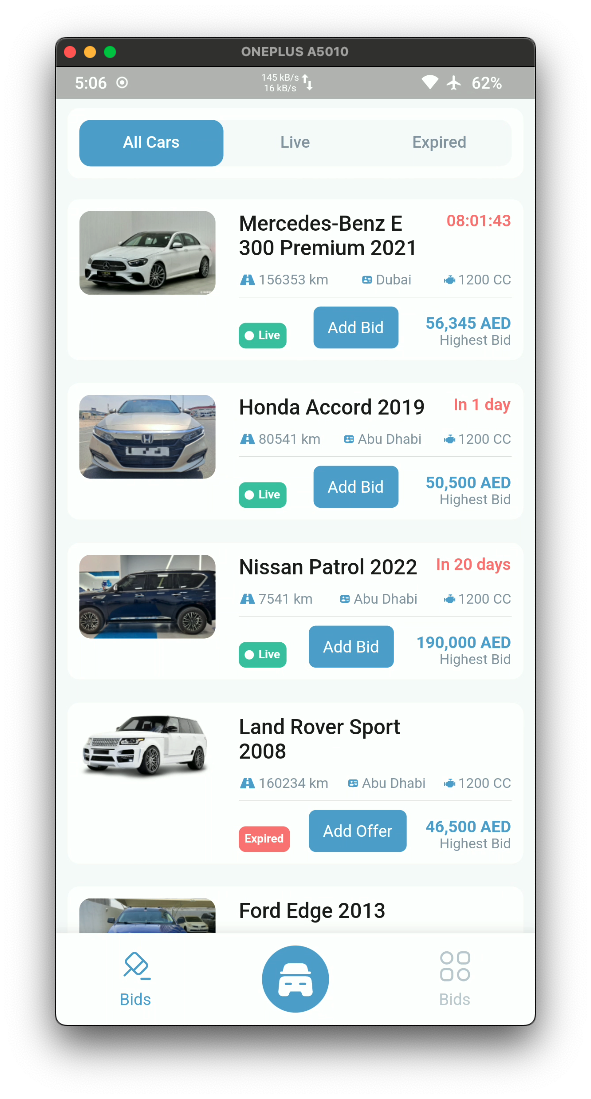 ONEPLUS A5010
5:06
145 kB/s
16 kB/s
62%
All Cars
Live
Expired
Mercedes-Benz E
300 Premium 2021
08:01:43
156353 km
Dubai
1200 CC
Live
Add Bid
56,345 AED
Highest Bid
Honda Accord 2019
In 1 day
80541 km
Abu Dhabi
1200 CC
Live
Add Bid
50,500 AED
Highest Bid
Nissan Patrol 2022
In 20 days
7541 km
Abu Dhabi
1200 CC
Live
Add Bid
190,000 AED
Highest Bid
Land Rover Sport
2008
160234 km
Abu Dhabi
1200 CC
Expired
Add Offer
46,500 AED
Highest Bid
Ford Edge 2013
Bids
Bids